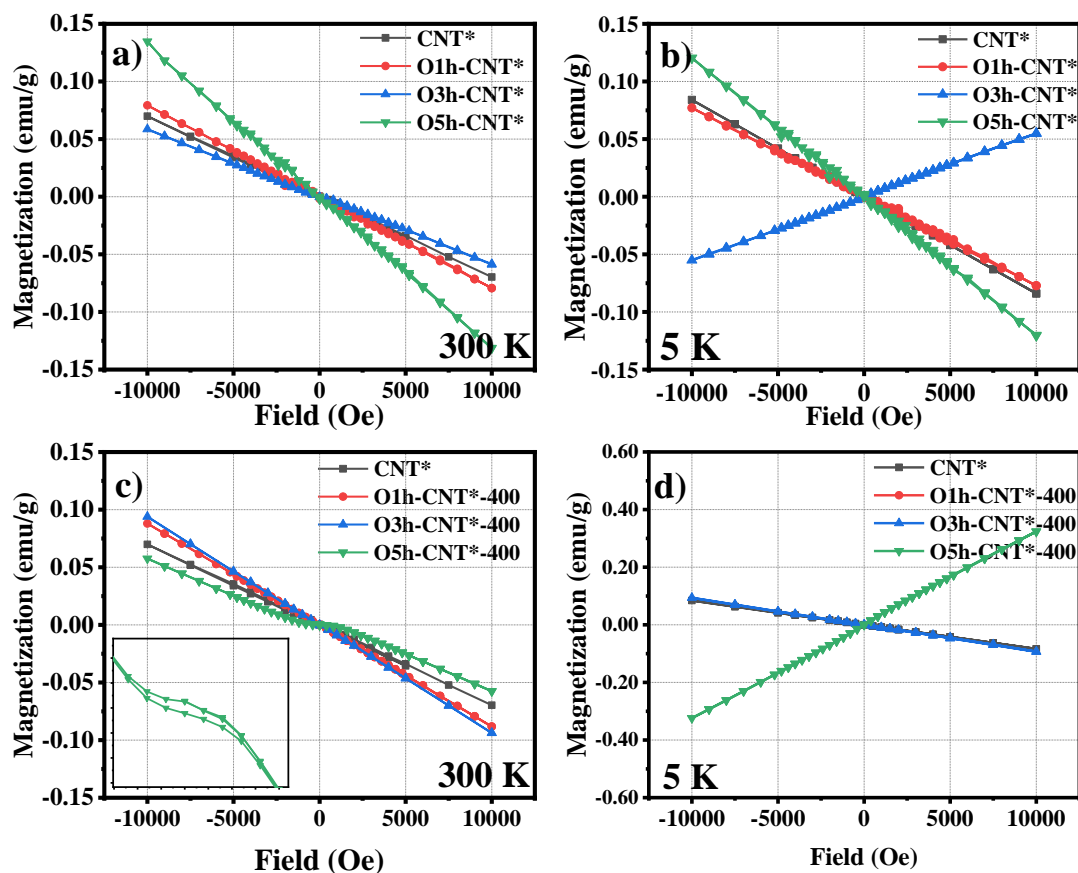 a)
CNT*
O1h-CNT*
O3h-CNT*
O5h-CNT*
0.15
0.10
0.05
0.00
-0.05
-0.10
-0.15
Magnetization (emu/g)
300 K
-10000 -5000 0 5000 10000
Field (Oe)
b)
CNT*
O1h-CNT*
O3h-CNT*
O5h-CNT*
0.15
0.10
0.05
0.00
-0.05
-0.10
-0.15
Magnetization (emu/g)
5 K
-10000 -5000 0 5000 10000
Field (Oe)
c)
CNT*
O1h-CNT*-400
O3h-CNT*-400
O5h-CNT*-400
0.15
0.10
0.05
0.00
-0.05
-0.10
-0.15
Magnetization (emu/g)
300 K
-10000 -5000 0 5000 10000
Field (Oe)
d)
CNT*
O1h-CNT*-400
O3h-CNT*-400
O5h-CNT*-400
0.60
0.40
0.20
0.00
-0.20
-0.40
-0.60
Magnetization (emu/g)
5 K
-10000 -5000 0 5000 10000
Field (Oe)